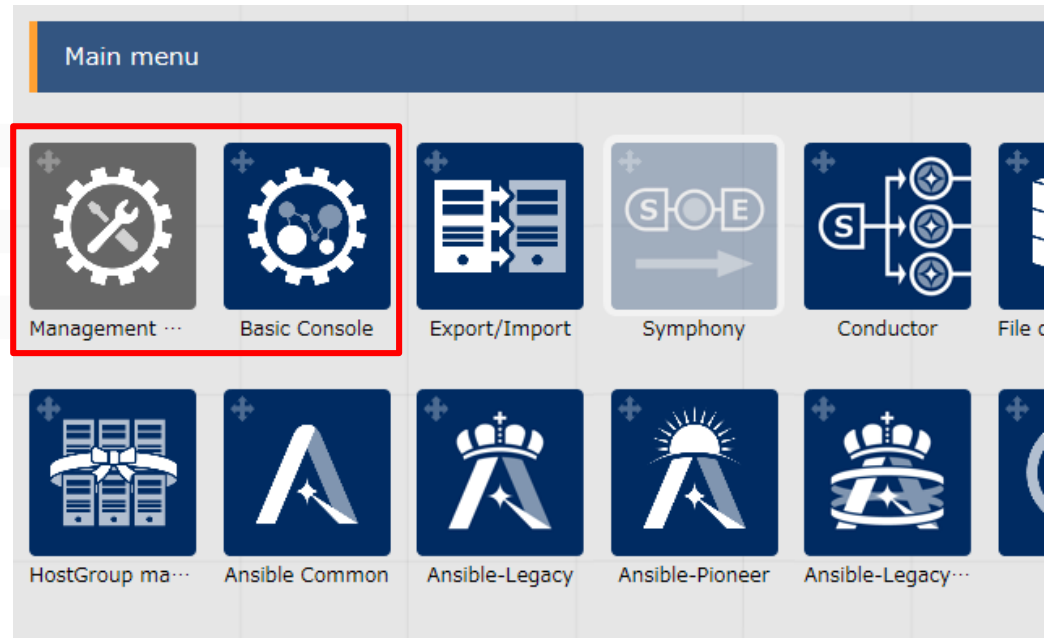 Main menu
S O E
S
Management ⋯
Basic Console
Export/Import
Symphony
Conductor
File
HostGroup ma⋯
Ansible Common
Ansible-Legacy
Ansible-Pioneer
Ansible-Legacy⋯